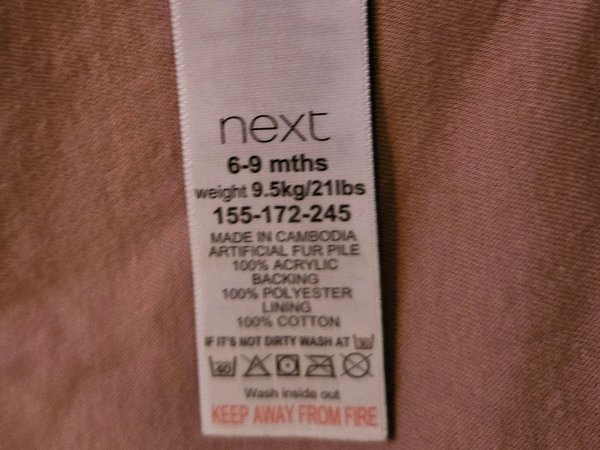 next
6-9 mths
weight 9.5kg/21lbs
155-172-245
MADE IN CAMBODIA
ARTIFICIAL FUR PILE
100% ACRYLIC
BACKING
100% POLYESTER
LINING
100% COTTON
IF IT'S NOT DIRTY WASH AT 30
40
Wash inside out
KEEP AWAY FROM FIRE